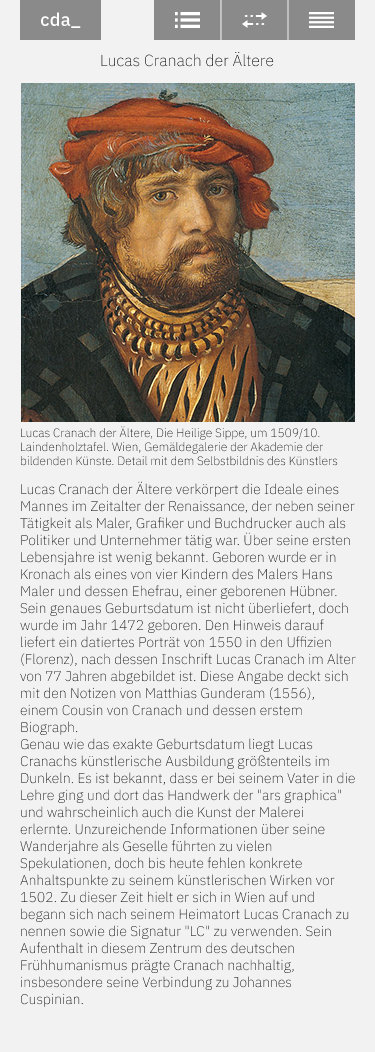 cda_
Lucas Cranach der Ältere
Lucas Cranach der Ältere, Die Heilige Sippe, um 1509/10.
Laindenholztafel. Wien, Gemäldegalerie der Akademie der
bildenden Künste. Detail mit dem Selbstbildnis des Künstlers
Lucas Cranach der Ältere verkörpert die Ideale eines
Mannes im Zeitalter der Renaissance, der neben seiner
Tätigkeit als Maler, Grafiker und Buchdrucker auch als
Politiker und Unternehmer tätig war. Über seine ersten
Lebensjahre ist wenig bekannt. Geboren wurde er in
Kronach als eines von vier Kindern des Malers Hans
Maler und dessen Ehefrau, einer geborenen Hübner.
Sein genaues Geburtsdatum ist nicht überliefert, doch
wurde im Jahr 1472 geboren. Den Hinweis darauf
liefert ein datiertes Porträt von 1550 in den Uffizien
(Florenz), nach dessen Inschrift Lucas Cranach im Alter
von 77 Jahren abgebildet ist. Diese Angabe deckt sich
mit den Notizen von Matthias Gunderam (1556),
einem Cousin von Cranach und dessen erstem
Biograph.
Genau wie das exakte Geburtsdatum liegt Lucas
Cranachs künstlerische Ausbildung größtenteils im
Dunkeln. Es ist bekannt, dass er bei seinem Vater in die
Lehre ging und dort das Handwerk der "ars graphica"
und wahrscheinlich auch die Kunst der Malerei
erlernte. Unzureichende Informationen über seine
Wanderjahre als Geselle führten zu vielen
Spekulationen, doch bis heute fehlen konkrete
Anhaltspunkte zu seinem künstlerischen Wirken vor
1502. Zu dieser Zeit hielt er sich in Wien auf und
begann sich nach seinem Heimatort Lucas Cranach zu
nennen sowie die Signatur "LC" zu verwenden. Sein
Aufenthalt in diesem Zentrum des deutschen
Frühhumanismus prägte Cranach nachhaltig,
insbesondere seine Verbindung zu Johannes
Cuspinian.